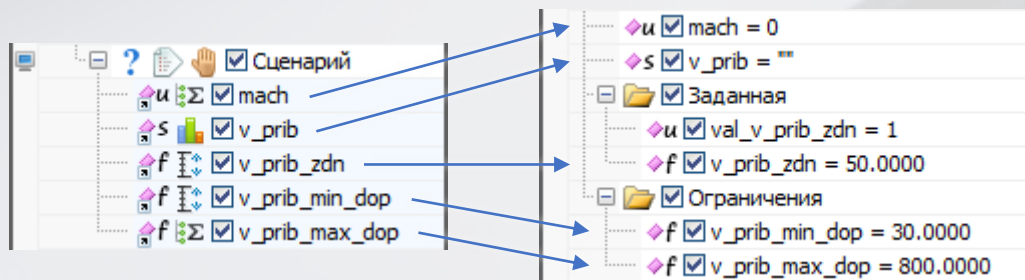 Сценарий
u Σ mach
s v_prib
f v_prib_zdn
f v_prib_min_dop
f Σ v_prib_max_dop
u mach = 0
s v_prib = ""
Заданная
u val_v_prib_zdn = 1
f v_prib_zdn = 50.0000
Ограничения
f v_prib_min_dop = 30.0000
f v_prib_max_dop = 800.0000